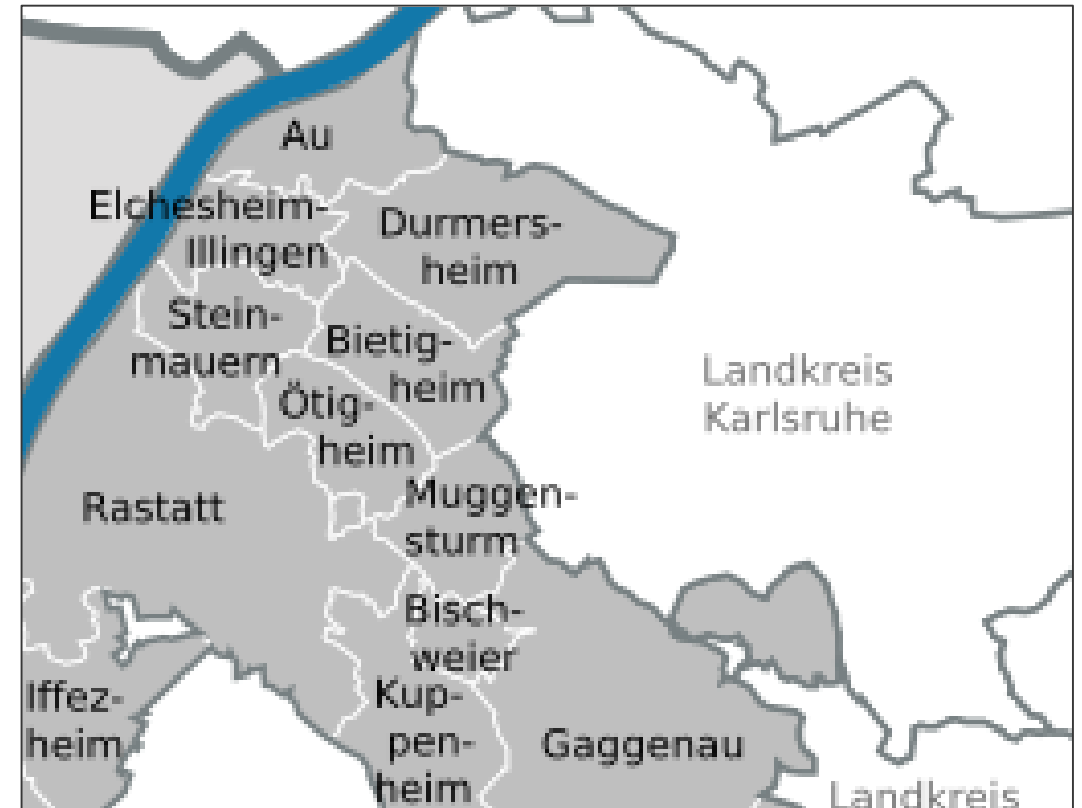 Au
Elchesheim-
Illingen
Durmers-
heim
Stein-
mauern
Bietig-
heim
Landkreis
Karlsruhe
Ötig-
heim
Rastatt
Muggen-
sturm
Bisch-
weier
Iffez-
heim
Kup-
pen-
heim
Gaggenau
Landkreis